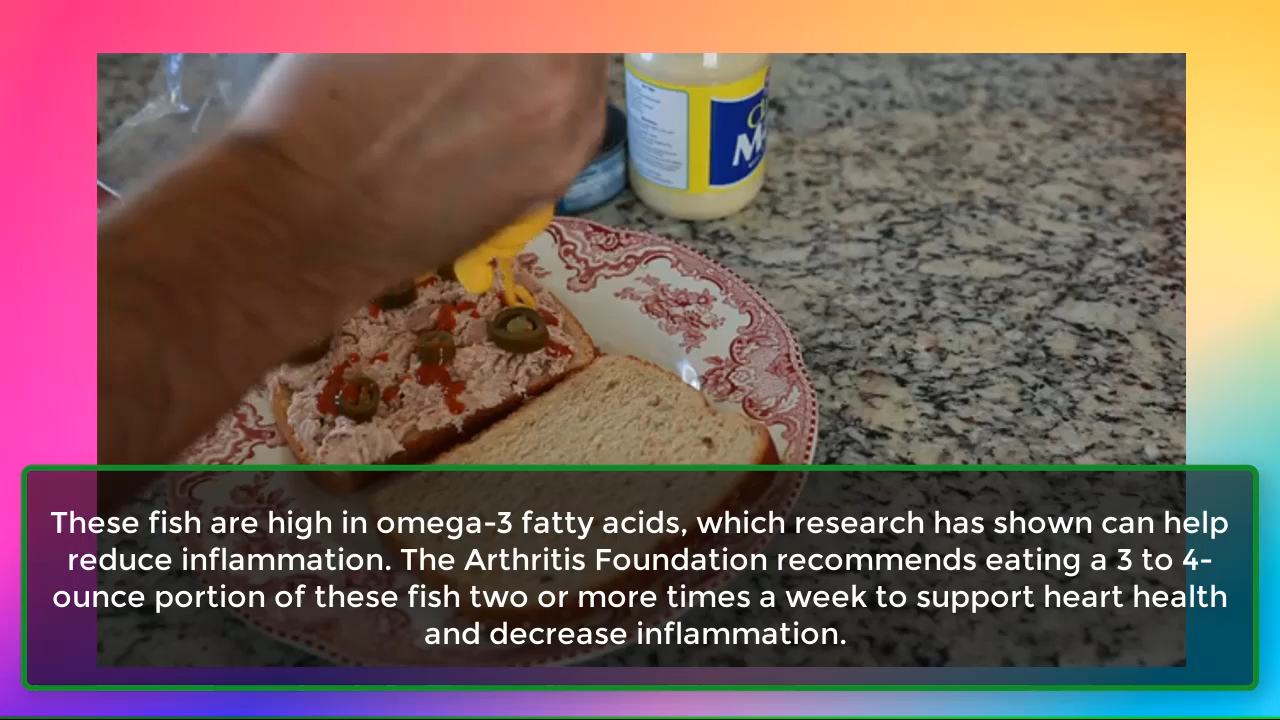 These fish are high in omega-3 fatty acids, which research has shown can help
reduce inflammation. The Arthritis Foundation recommends eating a 3 to 4-
ounce portion of these fish two or more times a week to support heart health
and decrease inflammation.